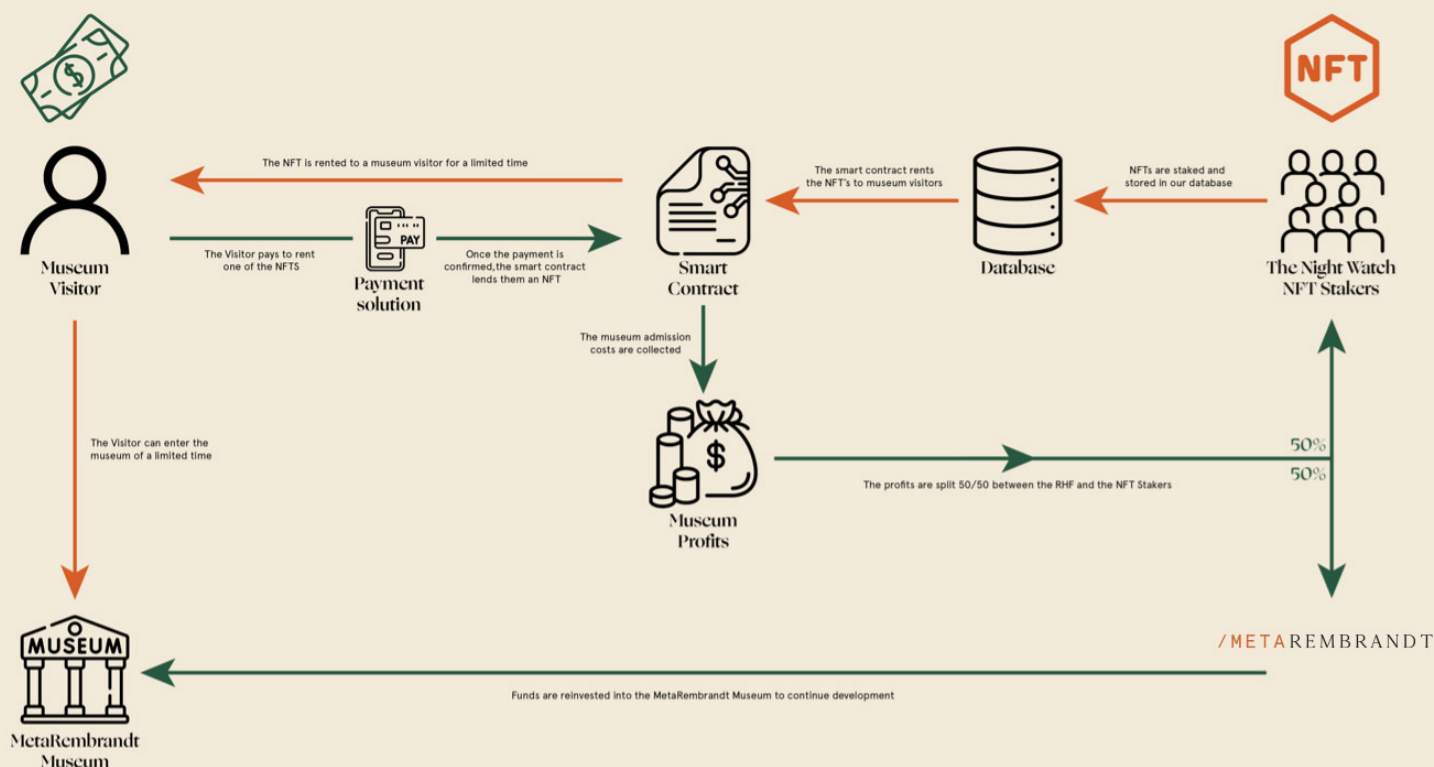 NFT
The NFT is rented to a museum visitor for a limited time
The smart contract rents
the NFT's to museum visitors
NFTs are staked and
stored in our database
PAY
The Visitor pays to rent
one of the NFTS
Once the payment is
confirmed,the smart contract
lends them an NFT
Museum
Visitor
Payment
solution
Smart
Contract
Database
The Night Watch
NFT Stakers
The museum admission
costs are collected
$
The Visitor can enter the
museum of a limited time
50%
50%
The profits are split 50/50 between the RHF and the NFT Stakers
Museum
Profits
MUSEUM
/METAREMBRANDT
Funds are reinvested into the MetaRembrandt Museum to continue development
MetaRembrandt
Museum